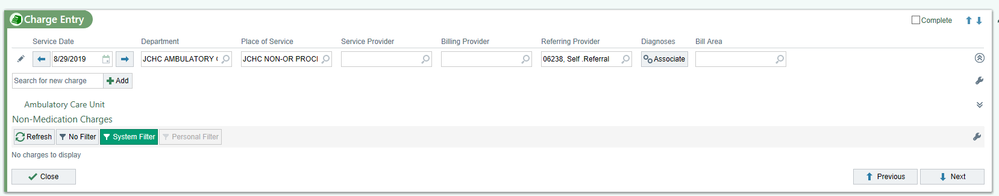 Charge Entry
Complete
Service Date Department Place of Service Service Provider Billing Provider Referring Provider Diagnoses Bill Area
8/29/2019 JCHC AMBULATORY JCHC NON-OR PROC 06238, Self .Referral Associate
Search for new charge Add
Ambulatory Care Unit
Non-Medication Charges
Refresh No Filter System Filter Personal Filter
No charges to display
Close Previous Next